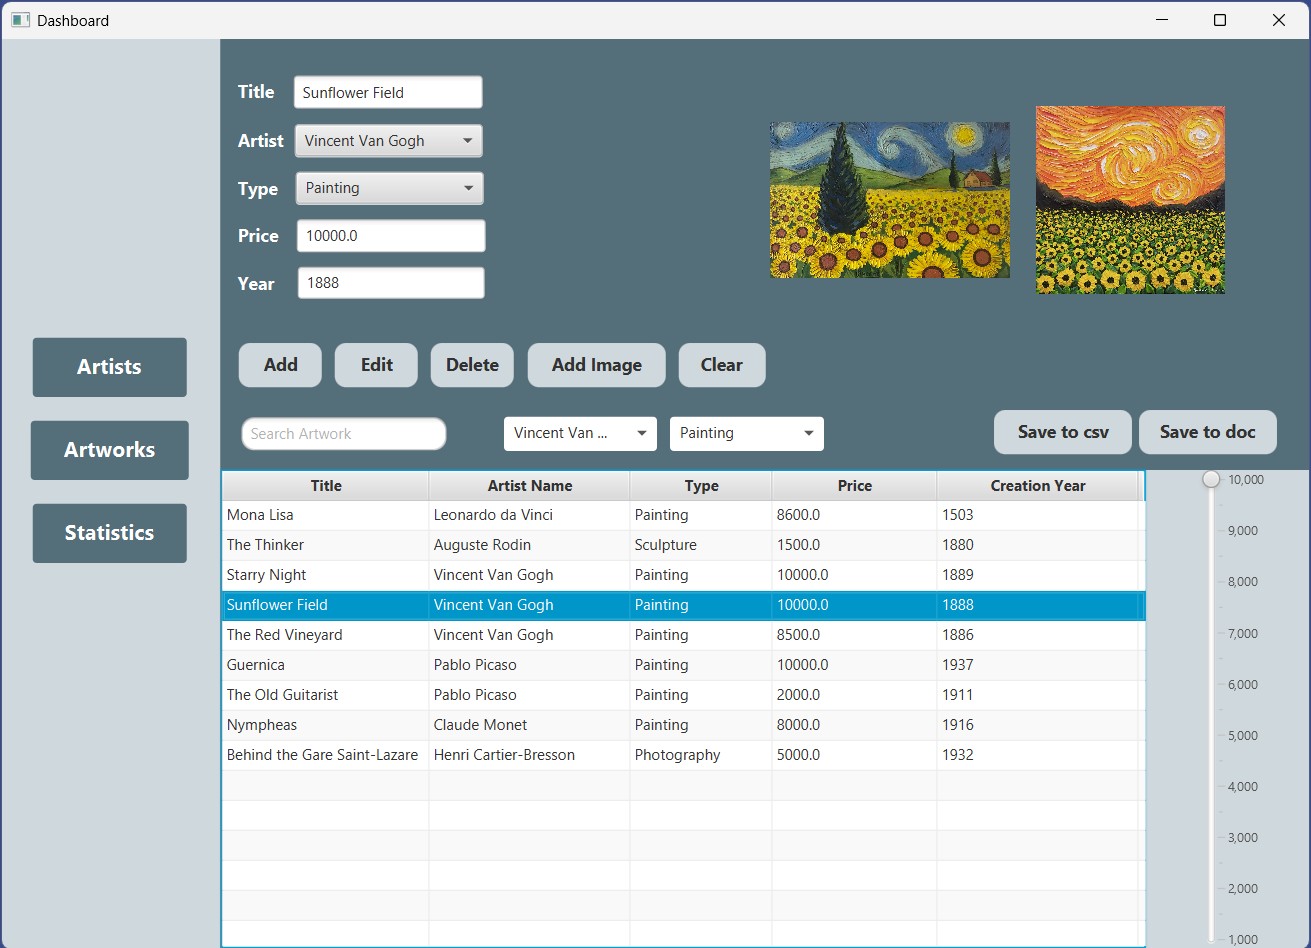 Dashboard
Title Sunflower Field
Artist Vincent Van Gogh
Type Painting
Price 10000.0
Year 1888
Artists
Artworks
Statistics
Add Edit Delete Add Image Clear
Search Artwork Vincent Van ... Painting Save to csv Save to doc
Title Artist Name Type Price Creation Year
Mona Lisa Leonardo da Vinci Painting 8600.0 1503
The Thinker Auguste Rodin Sculpture 1500.0 1880
Starry Night Vincent Van Gogh Painting 10000.0 1889
Sunflower Field Vincent Van Gogh Painting 10000.0 1888
The Red Vineyard Vincent Van Gogh Painting 8500.0 1886
Guernica Pablo Picaso Painting 10000.0 1937
The Old Guitarist Pablo Picaso Painting 2000.0 1911
Nympheas Claude Monet Painting 8000.0 1916
Behind the Gare Saint-Lazare Henri Cartier-Bresson Photography 5000.0 1932
10,000
9,000
8,000
7,000
6,000
5,000
4,000
3,000
2,000
1,000